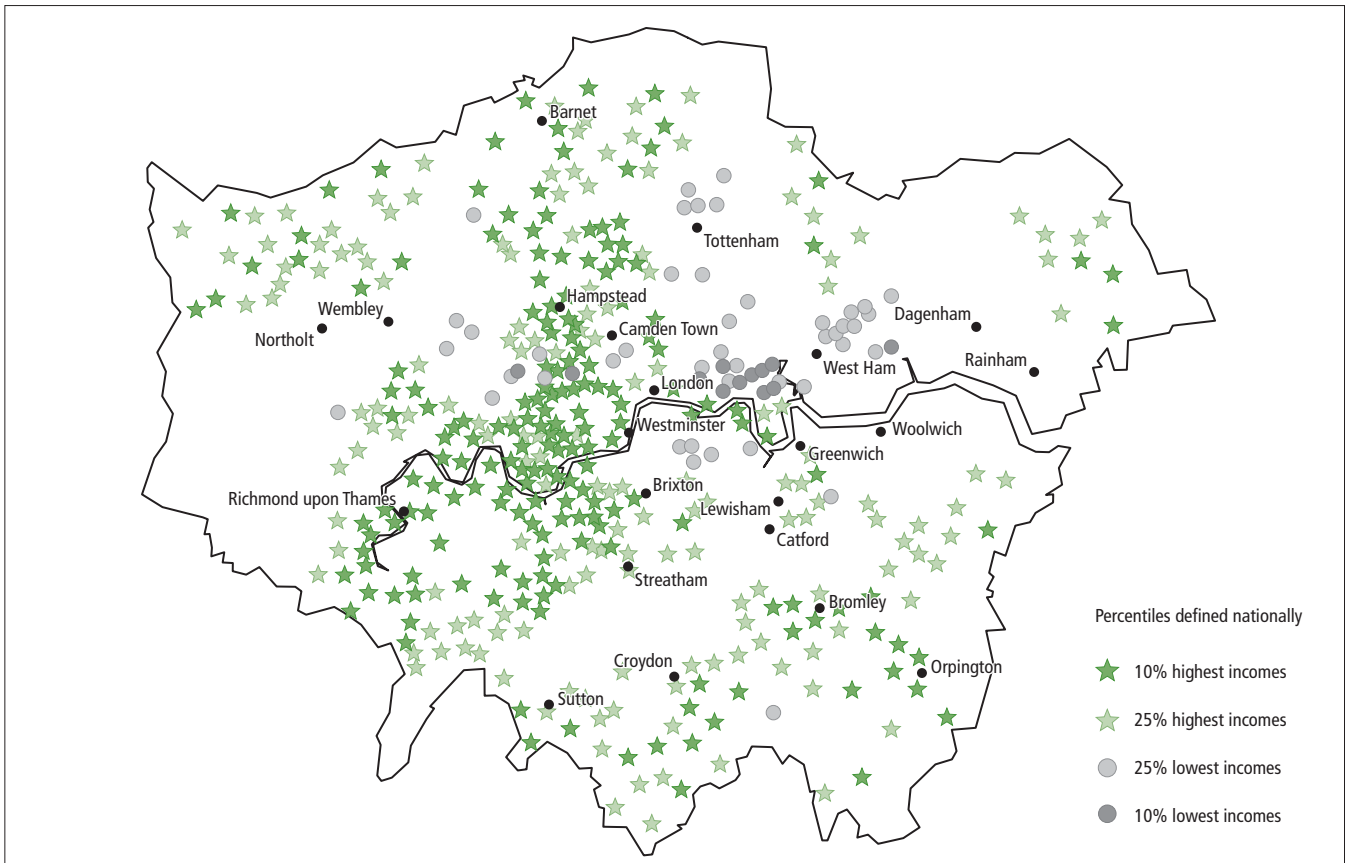 Barnet
Tottenham
Hampstead
Wembley
Northolt
Camden Town
Dagenham
West Ham
Rainham
London
Westminster
Woolwich
Greenwich
Richmond upon Thames
Brixton
Lewisham
Catford
Streatham
Bromley
Croydon
Orpington
Sutton
Percentiles defined nationally
10% highest incomes
25% highest incomes
25% lowest incomes
10% lowest incomes